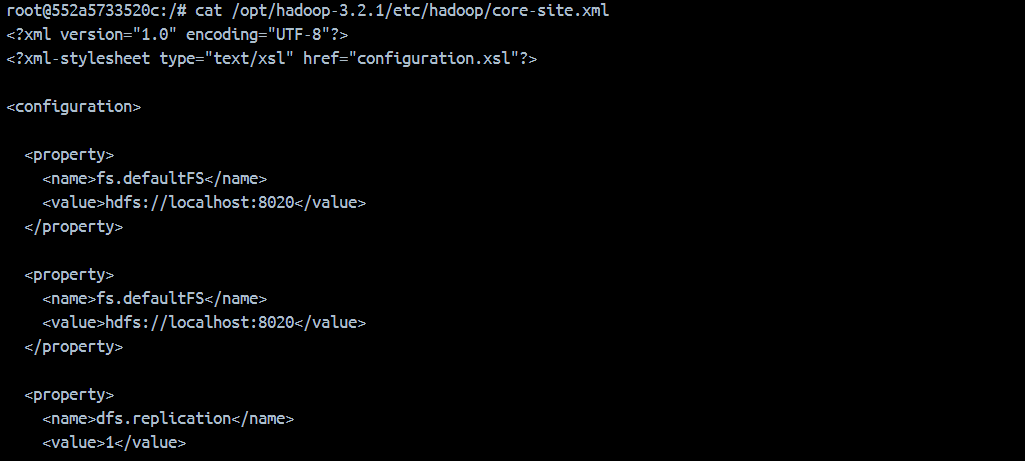 root@552a5733520c:/# cat /opt/hadoop-3.2.1/etc/hadoop/core-site.xml
<?xml version="1.0" encoding="UTF-8"?>
<?xml-stylesheet type="text/xsl" href="configuration.xsl"?>
<configuration>
<property>
<name>fs.defaultFS</name>
<value>hdfs://localhost:8020</value>
</property>
<property>
<name>fs.defaultFS</name>
<value>hdfs://localhost:8020</value>
</property>
<property>
<name>dfs.replication</name>
<value>1</value>